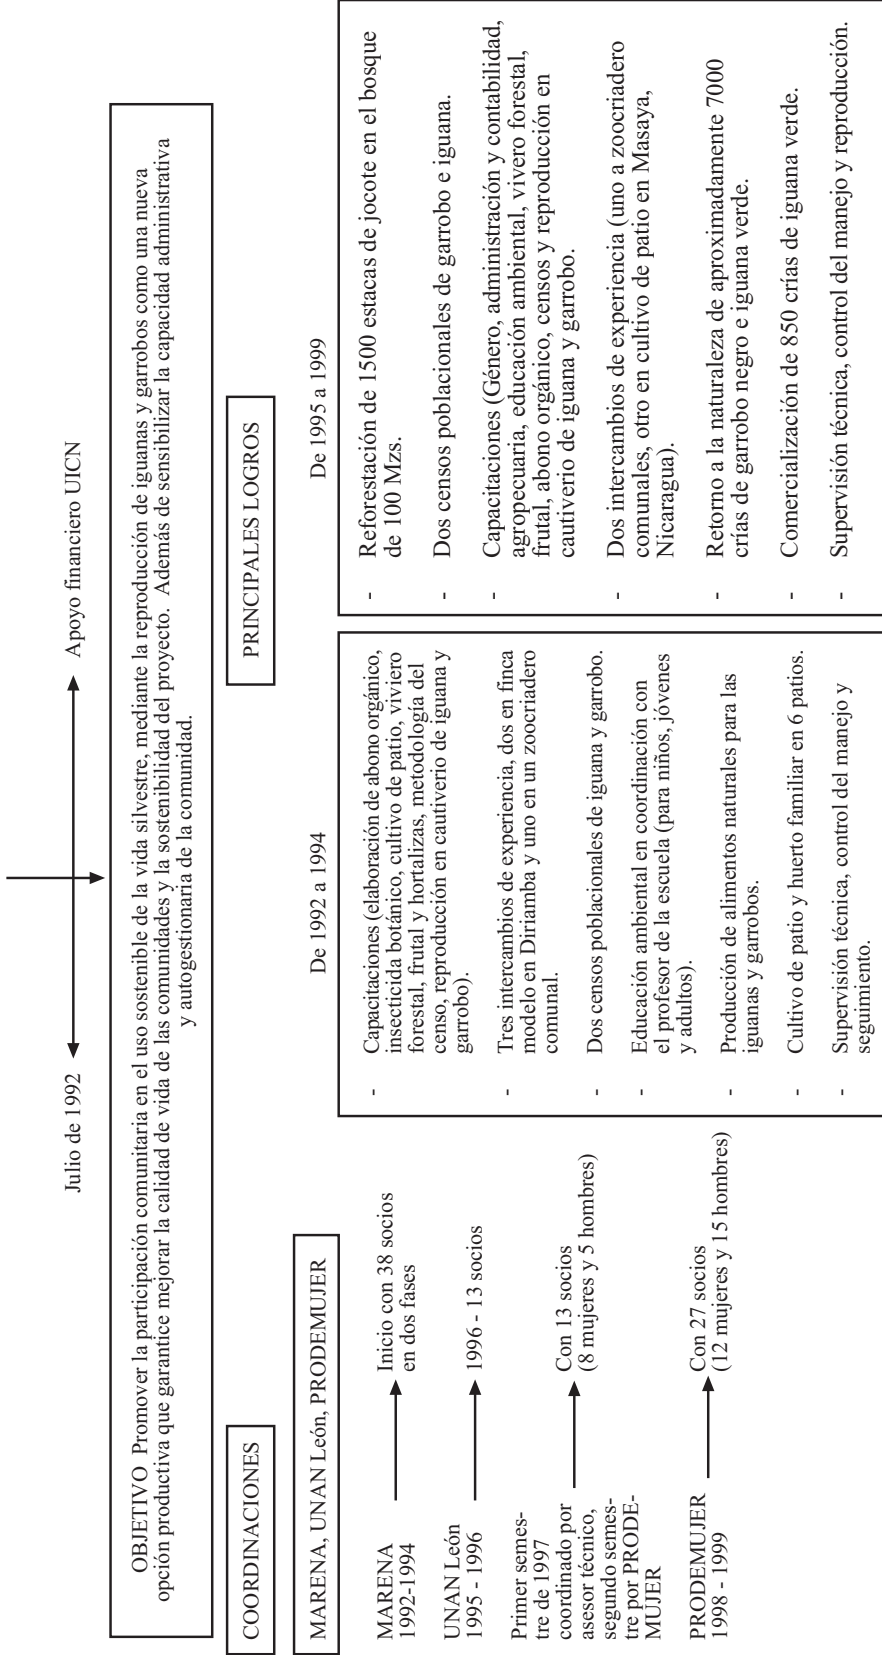 Julio de 1992
Apoyo financiero UICN
OBJETIVO Promover la participación comunitaria en el uso sostenible de la vida silvestre, mediante la reproducción de iguanas y garrobos como una nueva
opción productiva que garantice mejorar la calidad de vida de las comunidades y la sostenibilidad del proyecto. Además de sensibilizar la capacidad administrativa
y autogestionaria de la comunidad.
COORDINACIONES
MARENA, UNAN León, PRODEMUJER
MARENA
1992-1994
Inicio con 38 socios
en dos fases
UNAN León
1995 - 1996
1996 - 13 socios
Primer semes-
tre de 1997
coordinado por
asesor técnico,
segundo semes-
tre por PRODE-
MUJER
Con 13 socios
(8 mujeres y 5 hombres)
PRODEMUJER
1998 - 1999
Con 27 socios
(12 mujeres y 15 hombres)
PRINCIPALES LOGROS
De 1992 a 1994
- Capacitaciones (elaboración de abono orgánico,
insecticida botánico, cultivo de patio, viviero
forestal, frutal y hortalizas, metodología del
censo, reproducción en cautiverio de iguana y
garrobo).
- Tres intercambios de experiencia, dos en finca
modelo en Diriamba y uno en un zoocriadero
comunal.
- Dos censos poblacionales de iguana y garrobo.
- Educación ambiental en coordinación con
el profesor de la escuela (para niños, jóvenes
y adultos).
- Producción de alimentos naturales para las
iguanas y garrobos.
- Cultivo de patio y huerto familiar en 6 patios.
- Supervisión técnica, control del manejo y
seguimiento.
De 1995 a 1999
- Reforestación de 1500 estacas de jocote en el bosque
de 100 Mzs.
- Dos censos poblacionales de garrobo e iguana.
- Capacitaciones (Género, administración y contabilidad,
agropecuaria, educación ambiental, vivero forestal,
frutal, abono orgánico, censos y reproducción en
cautiverio de iguana y garrobo.
- Dos intercambios de experiencia (uno a zoocriadero
comunales, otro en cultivo de patio en Masaya,
Nicaragua).
- Retorno a la naturaleza de aproximadamente 7000
crías de garrobo negro e iguana verde.
- Comercialización de 850 crías de iguana verde.
- Supervisión técnica, control del manejo y reproducción.